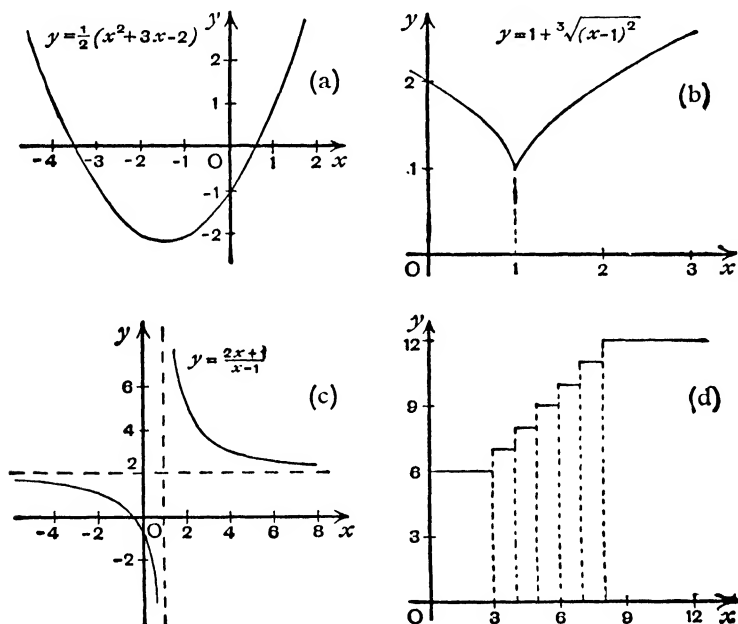 y
y=½(x²+3x-2)
(a)
2
1
-4 -3 -2 -1 O 1 2 x
-1
-2
y
y=1+³√(x-1)²
(b)
2
1
O 1 2 3 x
y
y=2x+1/x-1
(c)
6
4
2
-4 -2 O 2 4 6 8 x
-2
y
12
(d)
9
6
3
O 3 6 9 12 x